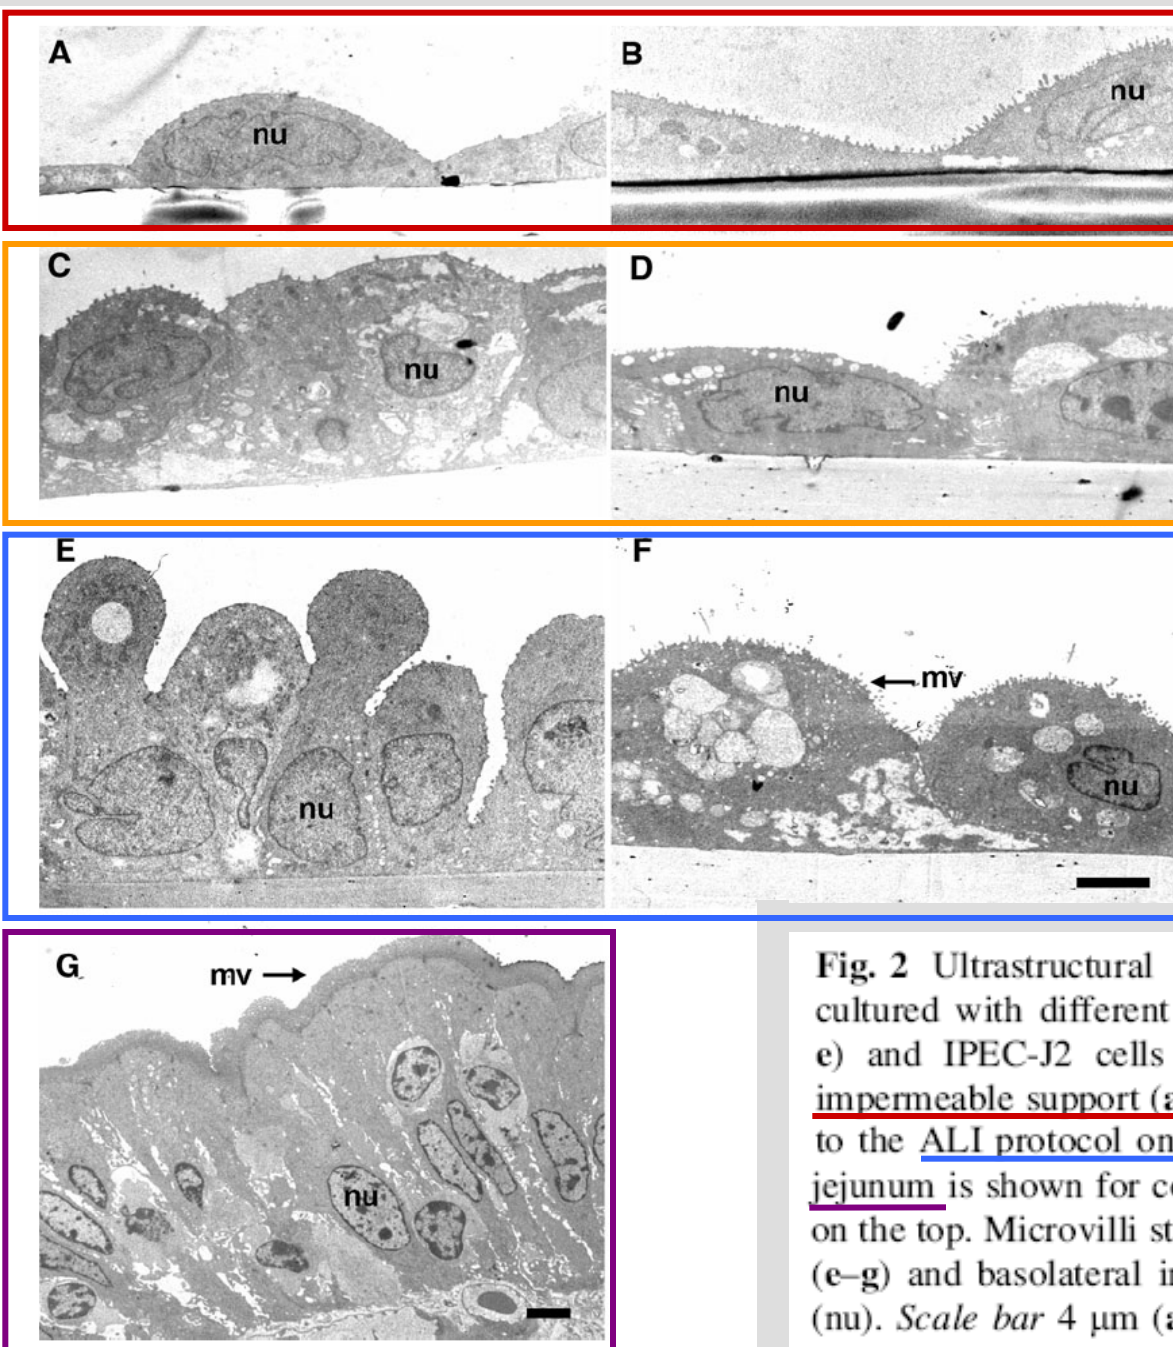 A
B
nu
nu
C
D
nu
nu
E
F
mv
nu
nu
G
mv
nu
Fig. 2 Ultrastructural
cultured with different
e) and IPEC-J2 cells
impermeable support (a
to the ALI protocol on
jejunum is shown for c
on the top. Microvilli st
(e–g) and basolateral i
(nu). Scale bar 4 μm (a